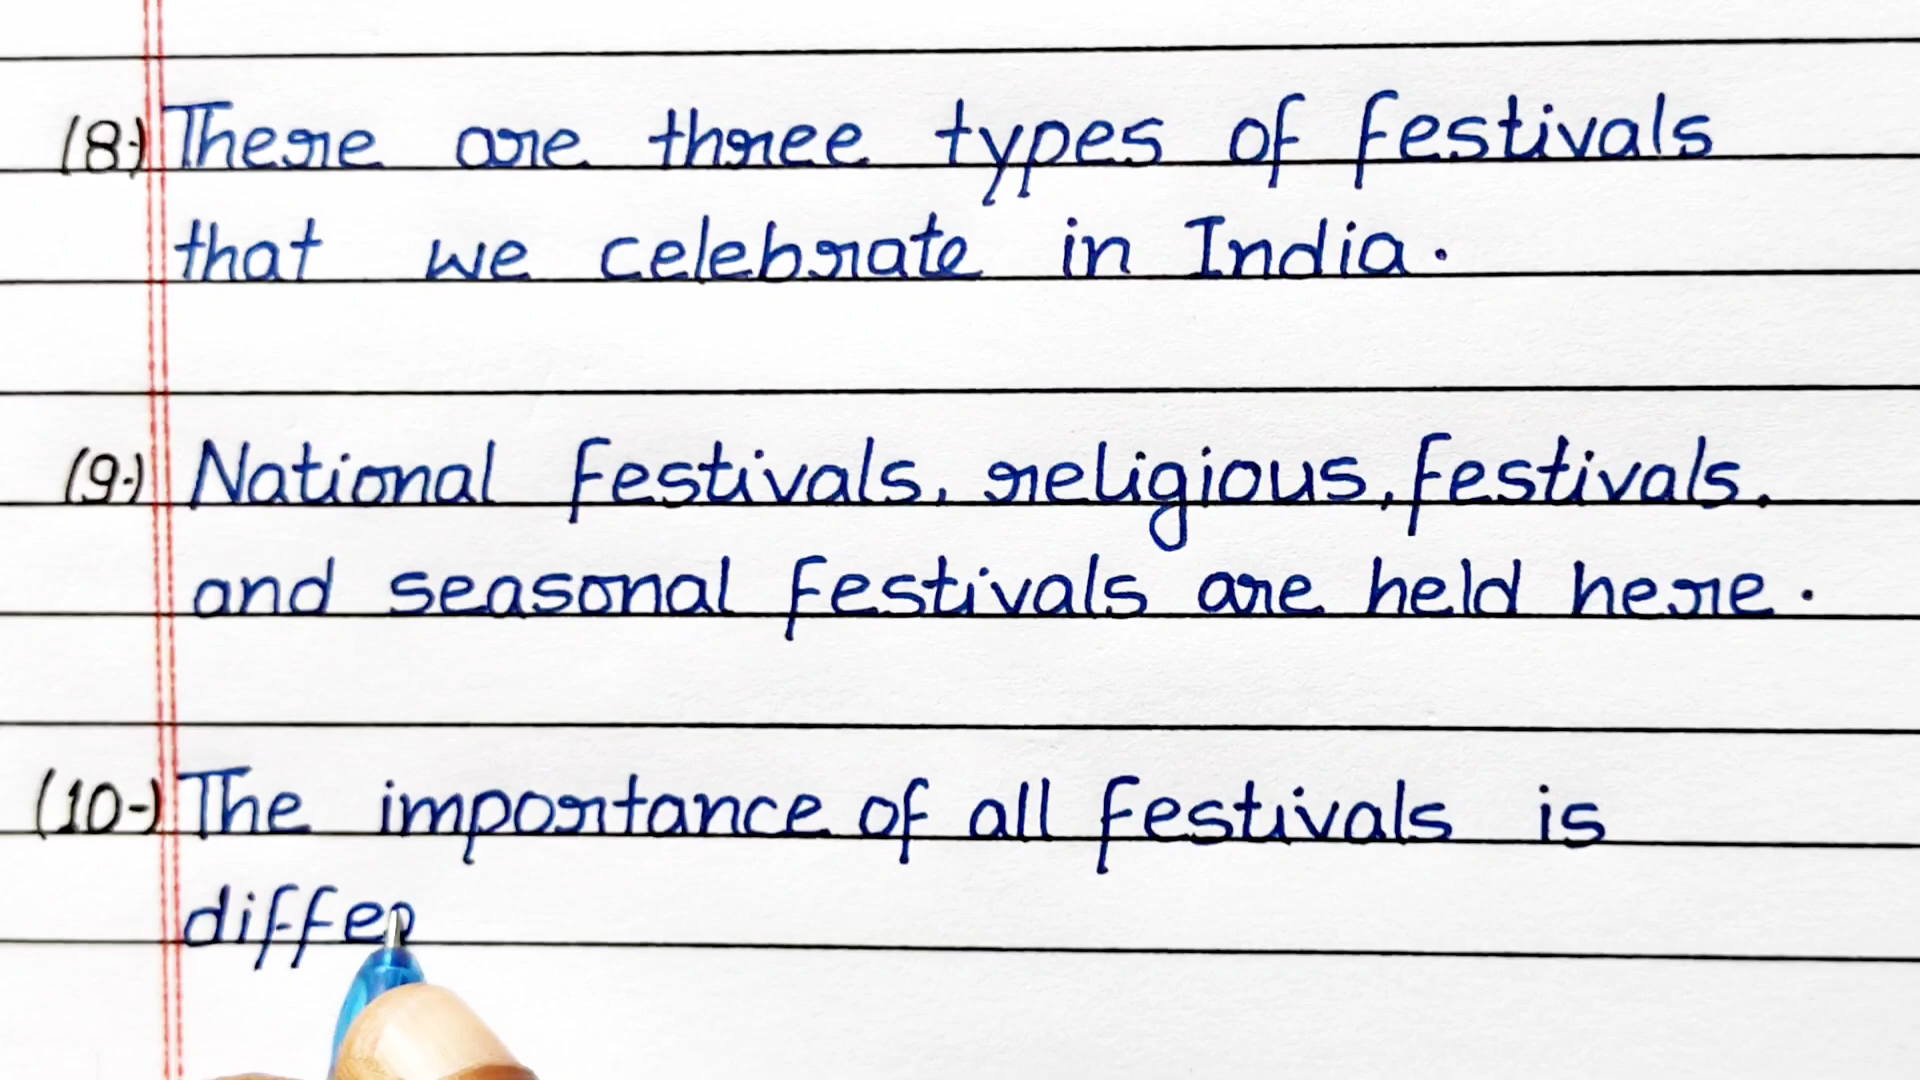 (8.) There are three types of festivals
that we celebrate in India.
(9.) National festivals, religious, festivals,
and seasonal festivals are held here.
(10-) The importance of all festivals is